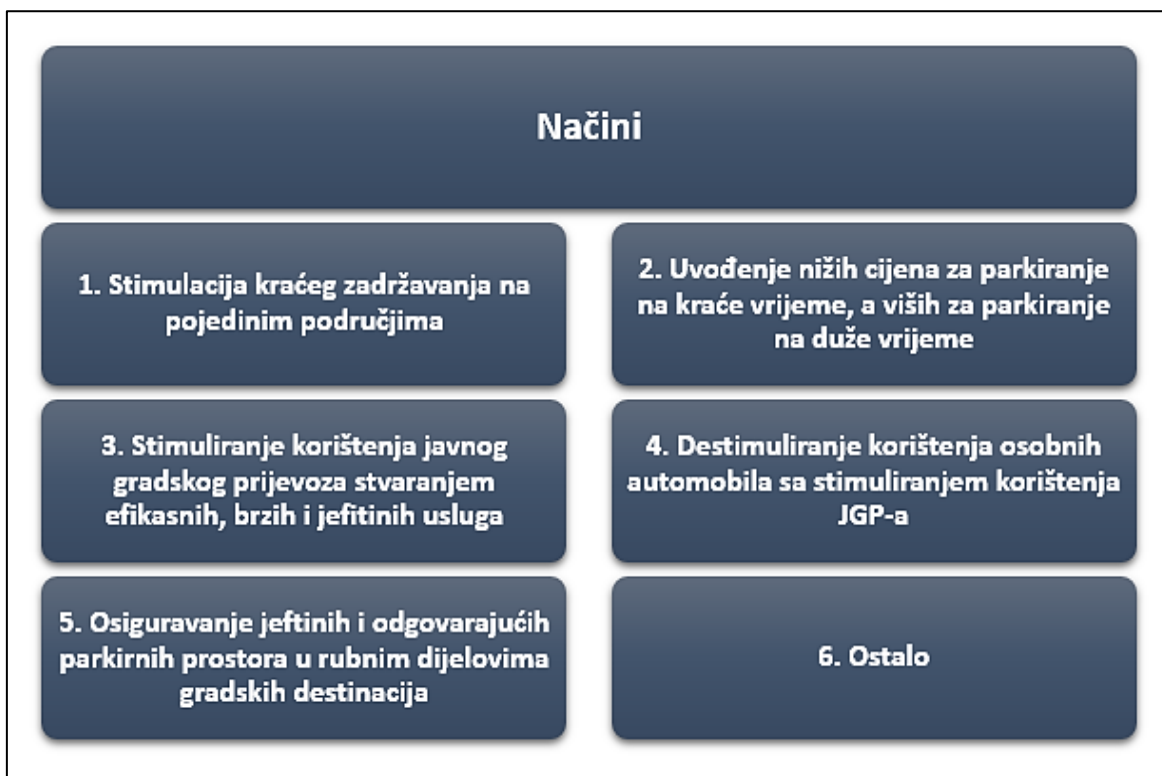 Načini
1. Stimulacija kraćeg zadržavanja na
pojedinim područjima
2. Uvođenje nižih cijena za parkiranje
na kraće vrijeme, a viših za parkiranje
na duže vrijeme
3. Stimuliranje korištenja javnog
gradskog prijevoza stvaranjem
efikasnih, brzih i jefitinih usluga
4. Destimuliranje korištenja osobnih
automobila sa stimuliranjem korištenja
JGP-a
5. Osiguravanje jeftinih i odgovarajućih
parkirnih prostora u rubnim dijelovima
gradskih destinacija
6. Ostalo